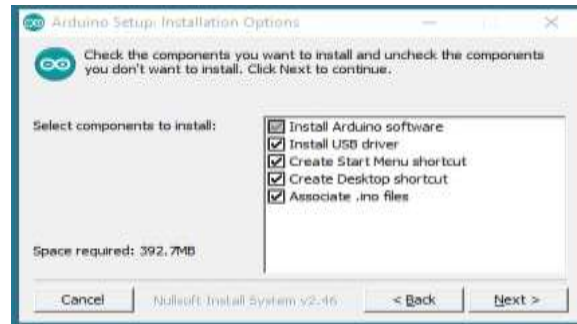 Arduino Setup: Installation Options
Check the components you want to install and uncheck the components
you don't want to install. Click Next to continue.
Select components to install:
Install Arduino software
Install USB driver
Create Start Menu shortcut
Create Desktop shortcut
Associate .ino files
Space required: 392.7MB
Cancel
Nullsoft Install System v2.46
< Back
Next >